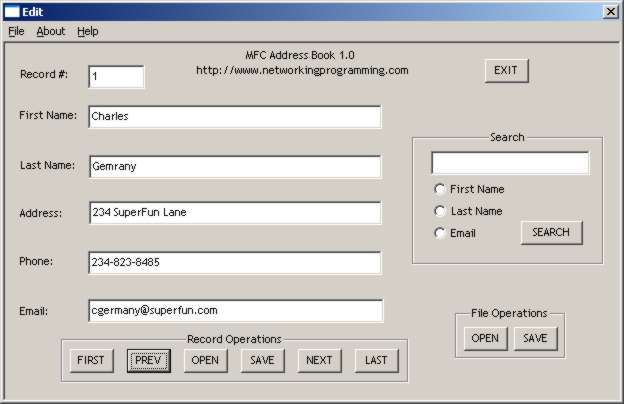 Edit
File About Help
MFC Address Book 1.0
http://www.networkingprogramming.com
Record #: 1
EXIT
First Name: Charles
Last Name: Gemrany
Address: 234 SuperFun Lane
Phone: 234-823-8485
Email: cgermany@superfun.com
Search
First Name
Last Name
Email
SEARCH
File Operations
OPEN SAVE
Record Operations
FIRST PREV OPEN SAVE NEXT LAST